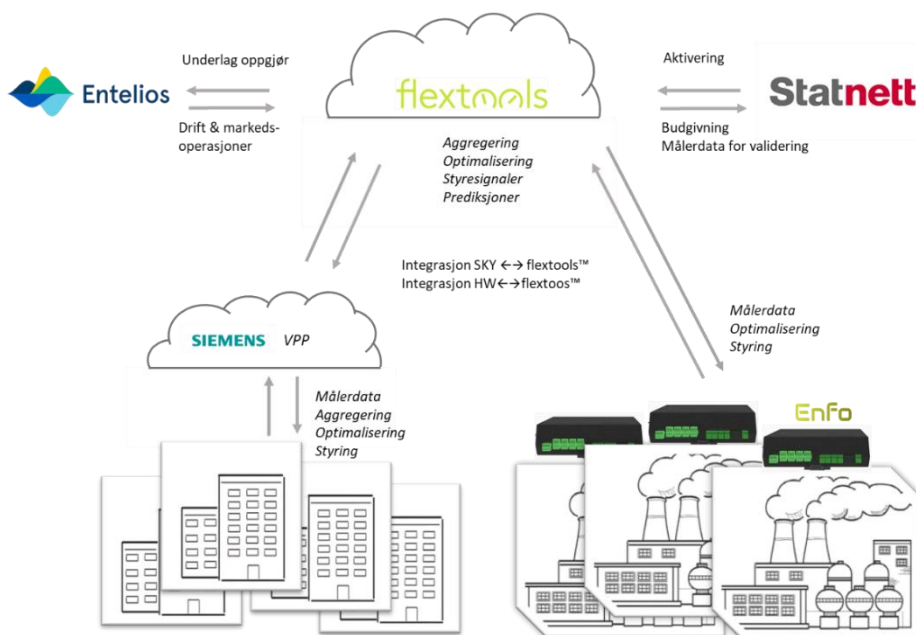 Underlag oppgjør
Entelios
Drift & markeds-
operasjoner
flextools
Aktivering
Statnett
Budgivning
Målerdata for validering
Aggregering
Optimalisering
Styresignaler
Prediksjoner
Integrasjon SKY ←→ flextools™
Integrasjon HW←→flextoos™
SIEMENS VPP
Målerdata
Aggregering
Optimalisering
Styring
Målerdata
Optimalisering
Styring
Enfo